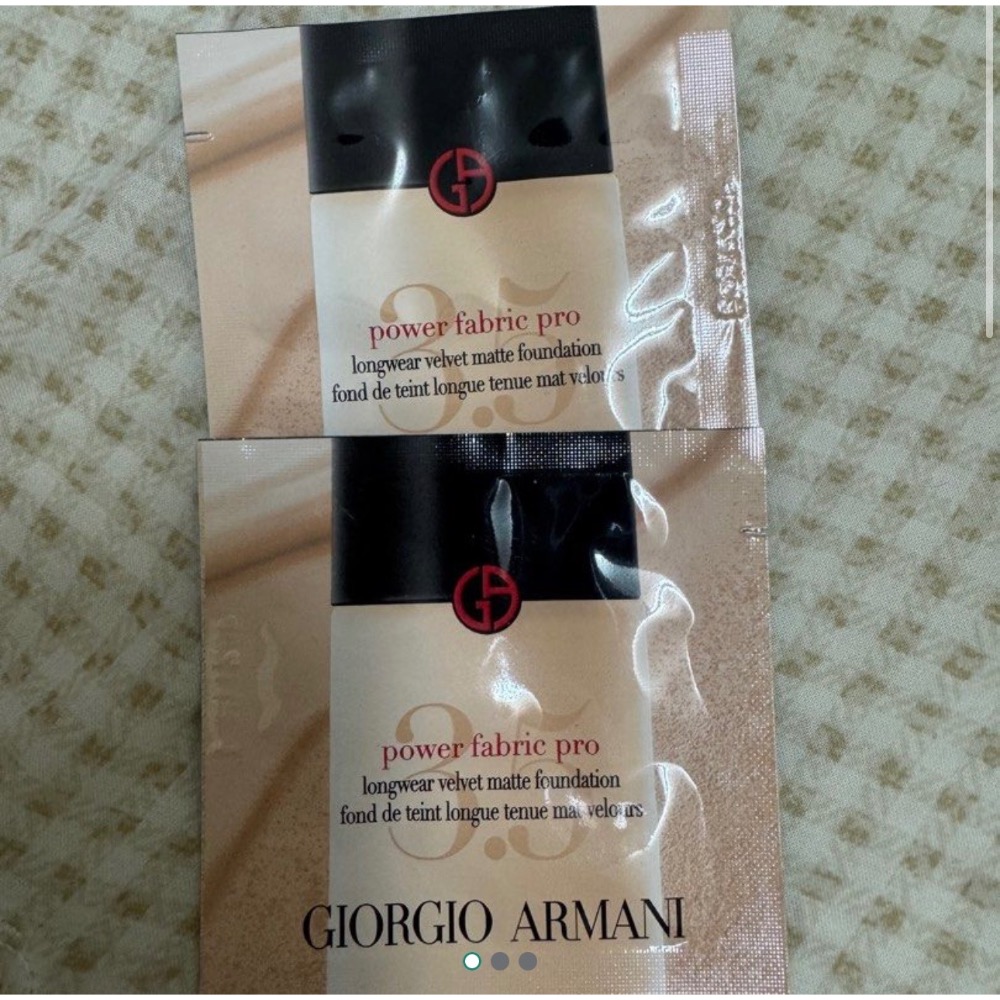 GA
3.5
power fabric pro
longwear velvet matte foundation
fond de teint longue tenue mat velours
GA
3.5
power fabric pro
longwear velvet matte foundation
fond de teint longue tenue mat velours
GIORGIO ARMANI